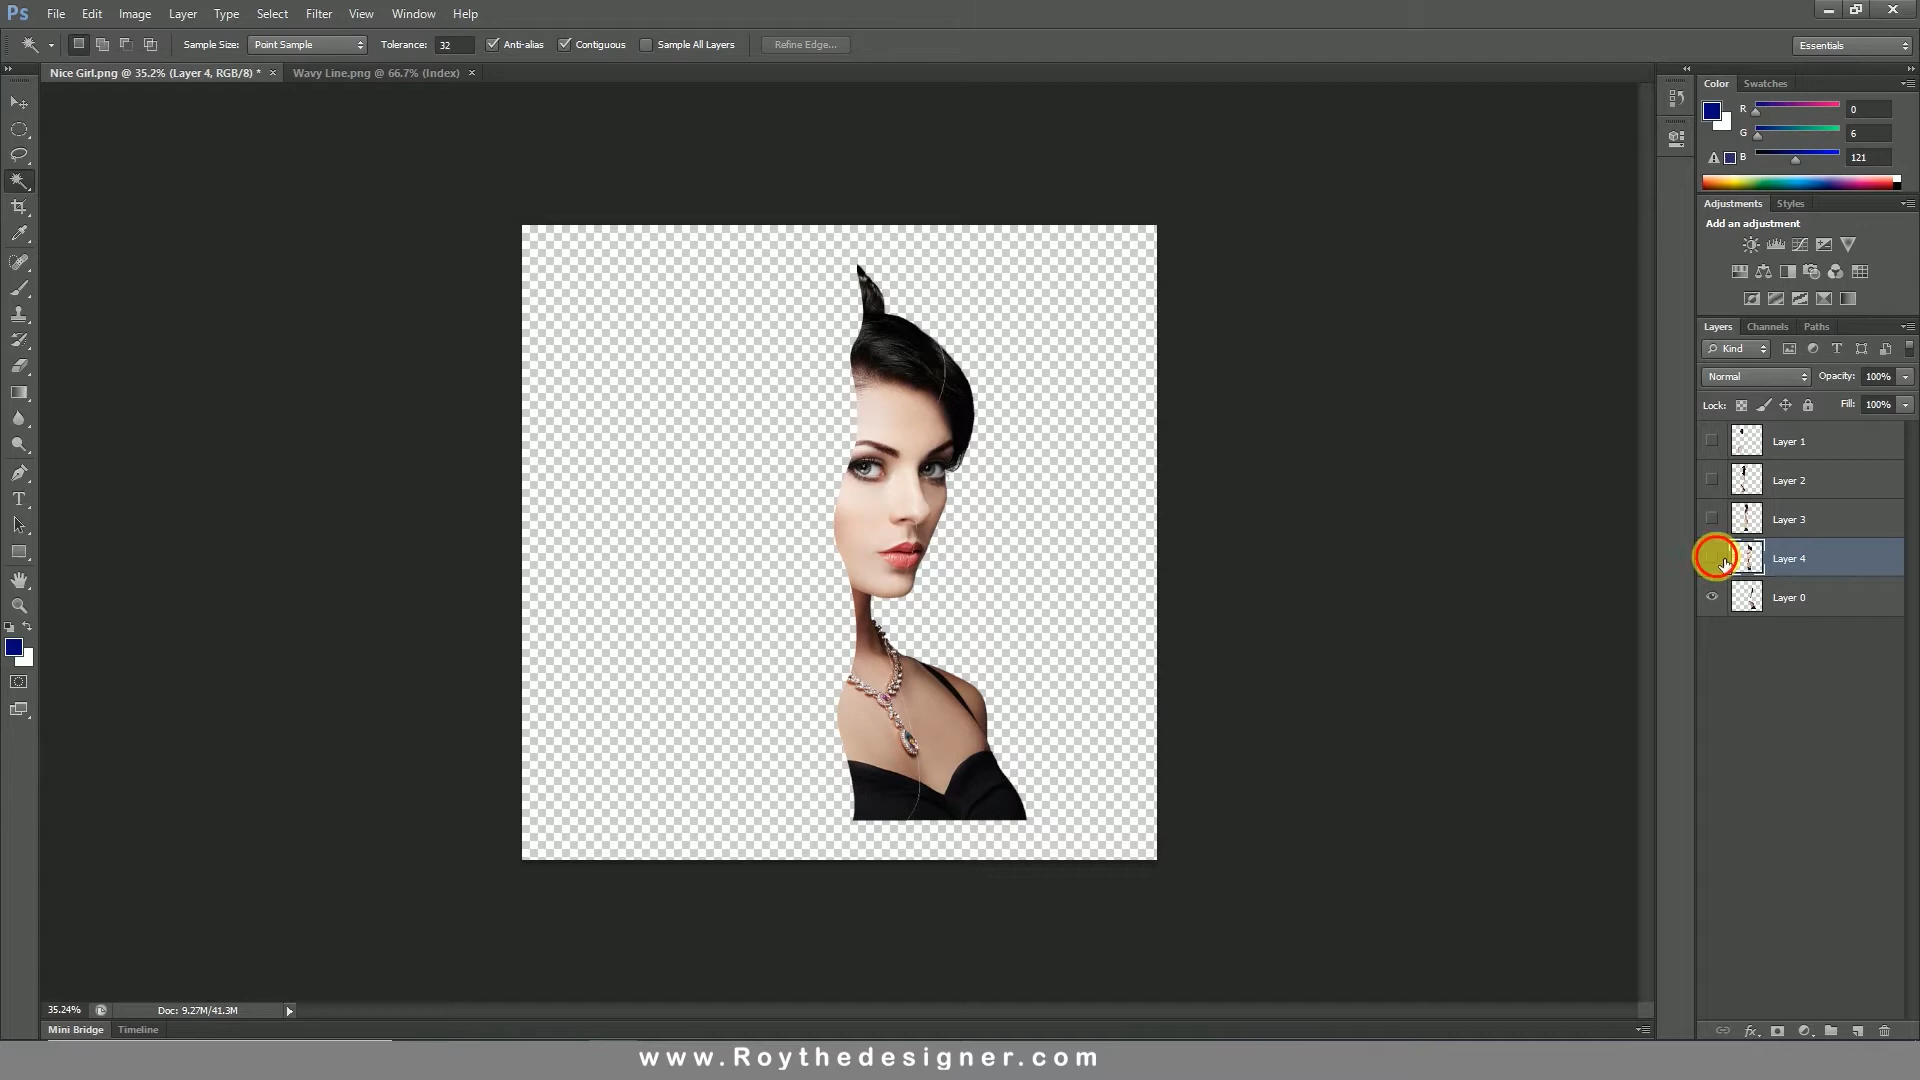 Ps File Edit Image Layer Type Select Filter View Window Help
Sample Size: Point Sample Tolerance: 32 Anti-alias Contiguous Sample All Layers Refine Edge... Essentials
Nice Girl.png @ 35.2% (Layer 4, RGB/8) * × Wavy Line.png @ 66.7% (Index) ×
Color Swatches
R 0
G 6
B 121
Adjustments Styles
Add an adjustment
Layers Channels Paths
Kind
Normal Opacity: 100%
Lock: Fill: 100%
Layer 1
Layer 2
Layer 3
Layer 4
Layer 0
35.24% Doc: 9.27M/41.3M
Mini Bridge Timeline
www.Roythedesigner.com